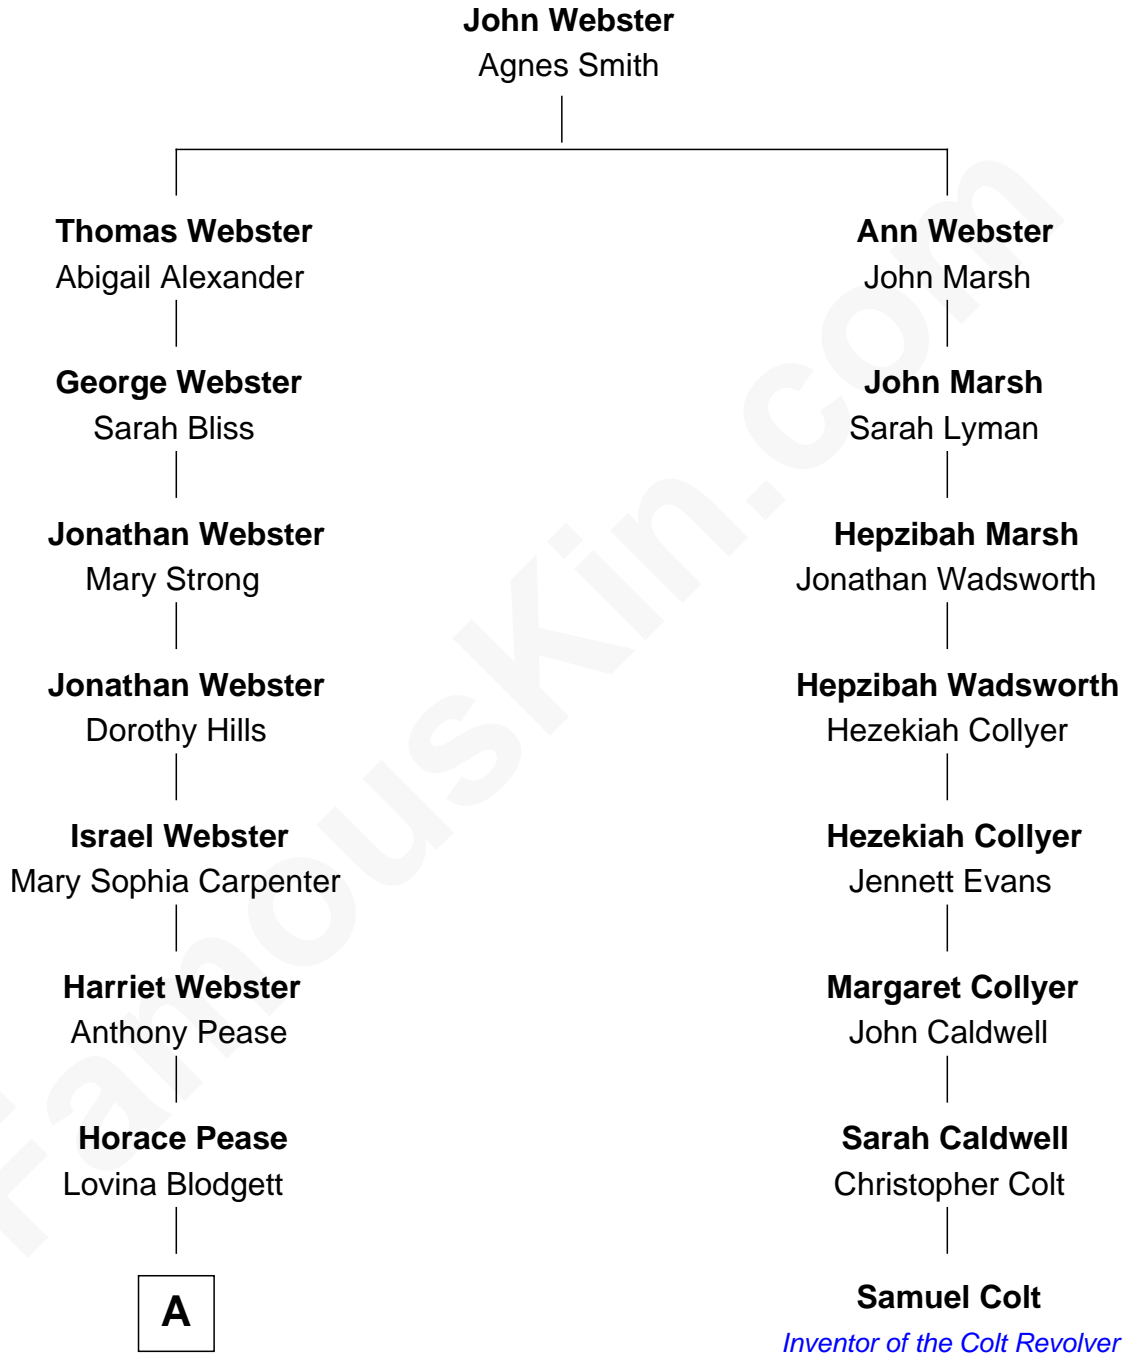 John Webster
Agnes Smith
Thomas Webster
Abigail Alexander
Ann Webster
John Marsh
George Webster
Sarah Bliss
John Marsh
Sarah Lyman
Jonathan Webster
Mary Strong
Hepzibah Marsh
Jonathan Wadsworth
Jonathan Webster
Dorothy Hills
Hepzibah Wadsworth
Hezekiah Collyer
Israel Webster
Mary Sophia Carpenter
Hezekiah Collyer
Jennett Evans
Harriet Webster
Anthony Pease
Margaret Collyer
John Caldwell
Horace Pease
Lovina Blodgett
Sarah Caldwell
Christopher Colt
A
Samuel Colt
Inventor of the Colt Revolver
FamousKin.com